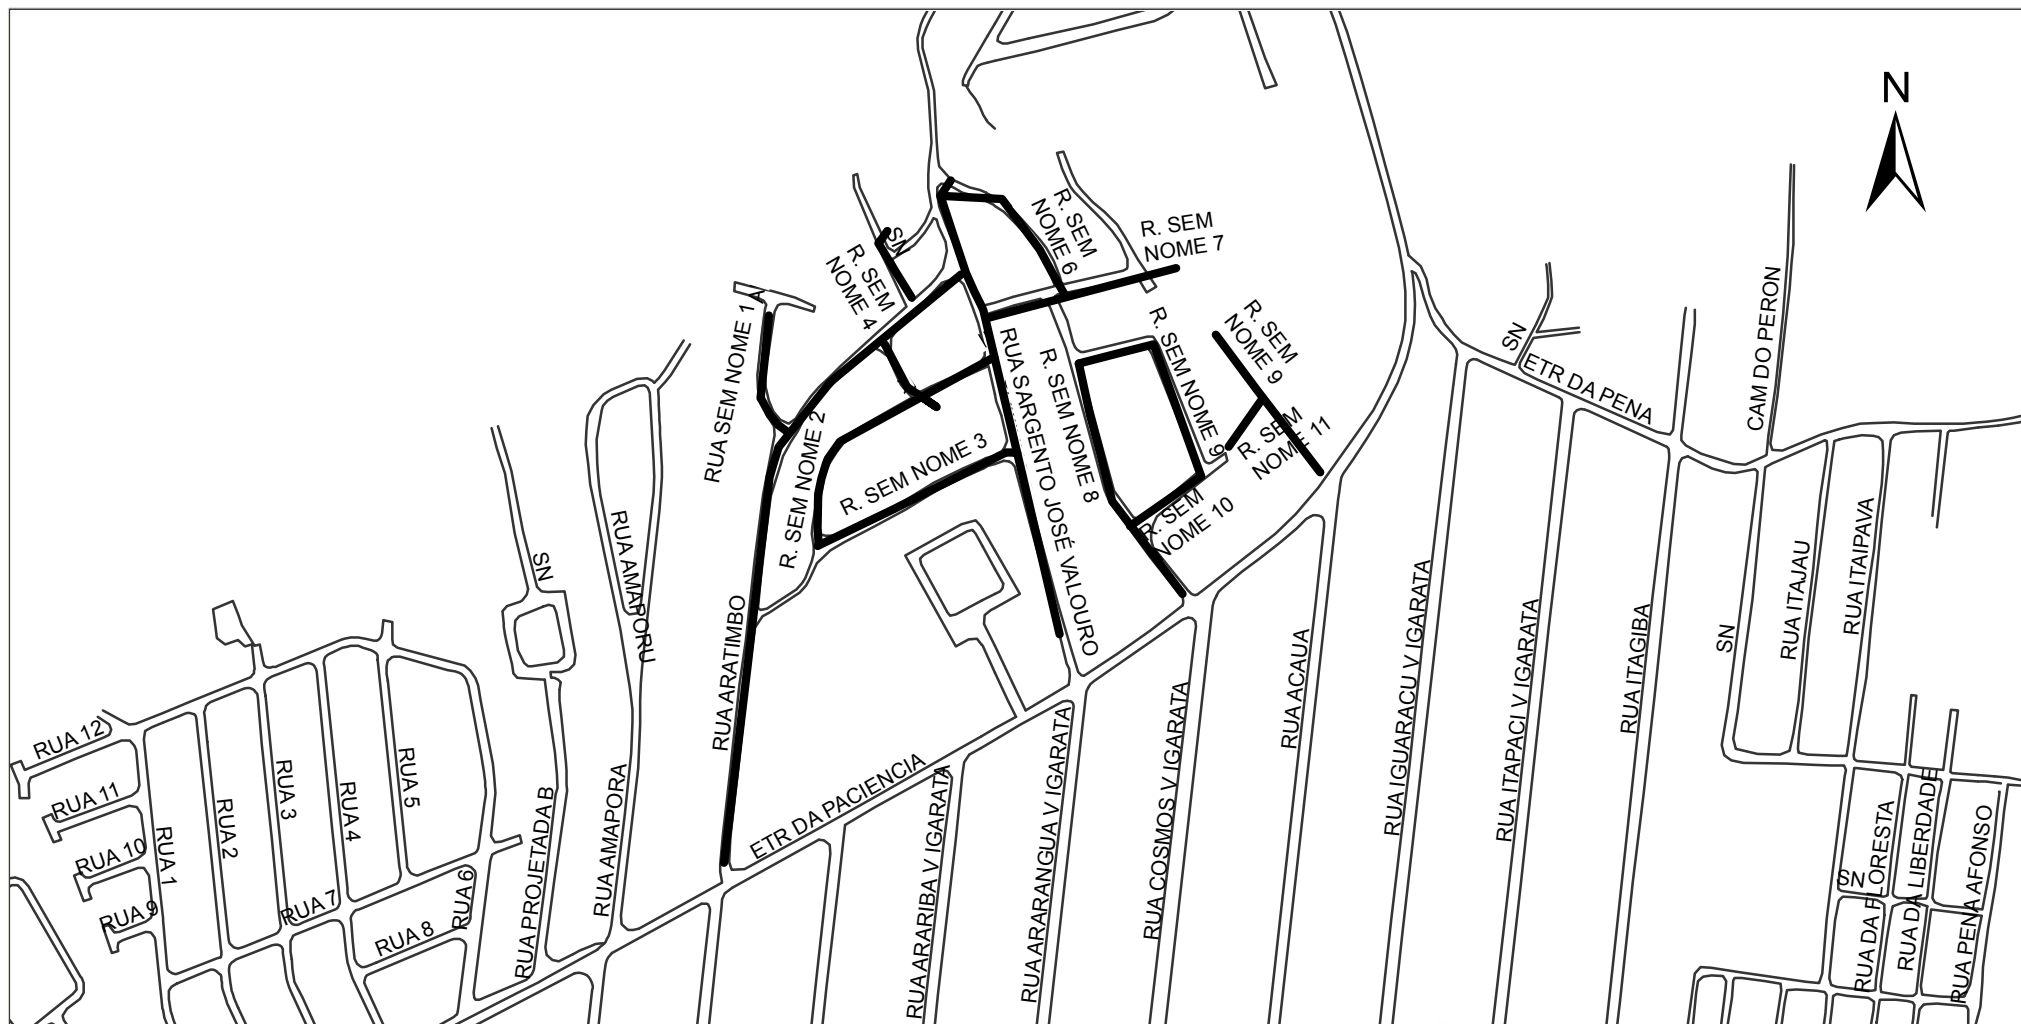 N
R. SEM
NOME 6
R. SEM
NOME 7
SN
R. SEM
NOME 4
RUA SEM NOME 1 A
R. SEM NOME 2
R. SEM NOME 3
RUA SARGENTO JOSÉ VALOURO
R. SEM NOME 8
R. SEM NOME 9
R. SEM
NOME 9
R. SEM
NOME 11
R. SEM
NOME 10
SN
ETR DA PENA
CAM DO PERON
RUA AMAPORU
SN
RUA ARATIMBO
RUA ITAJAU
RUA ITAIPAVA
SN
RUA 12
RUA 11
RUA 10
RUA 9
RUA 1
RUA 2
RUA 3
RUA 4
RUA 5
RUA 7
RUA 8
RUA 6
RUA PROJETADA B
RUA AMAPORA
ETR DA PACIENCIA
RUA ARARIBA V IGARATA
RUA ARARANGUA V IGARATA
RUA COSMOS V IGARATA
RUA ACAUA
RUA IGUARACU V IGARATA
RUA ITAPACI V IGARATA
RUA ITAGIBA
SN
RUA DA FLORESTA
RUA DA LIBERDADE
RUA PENA AFONSO